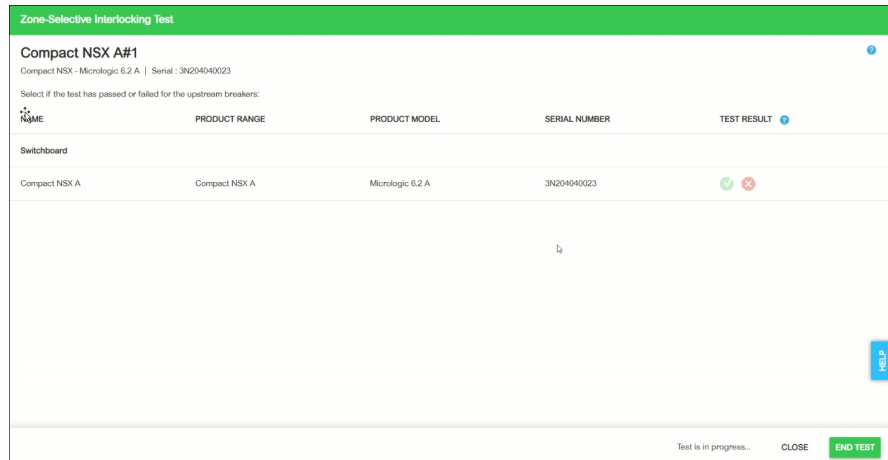 Zone-Selective Interlocking Test
Compact NSX A#1
?
Compact NSX - Micrologic 6.2 A | Serial : 3N204040023
Select if the test has passed or failed for the upstream breakers:
NAME PRODUCT RANGE PRODUCT MODEL SERIAL NUMBER TEST RESULT ?
Switchboard
Compact NSX A Compact NSX A Micrologic 6.2 A 3N204040023
HELP
Test is in progress... CLOSE END TEST